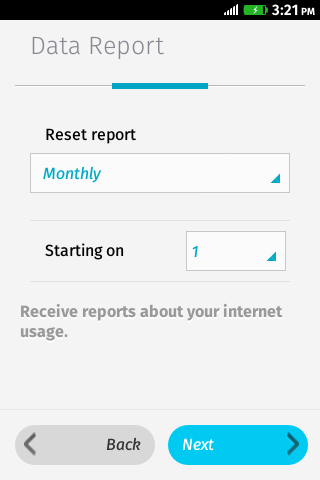 3:21 PM
Data Report
Reset report
Monthly
Starting on
1
Receive reports about your internet
usage.
Back
Next